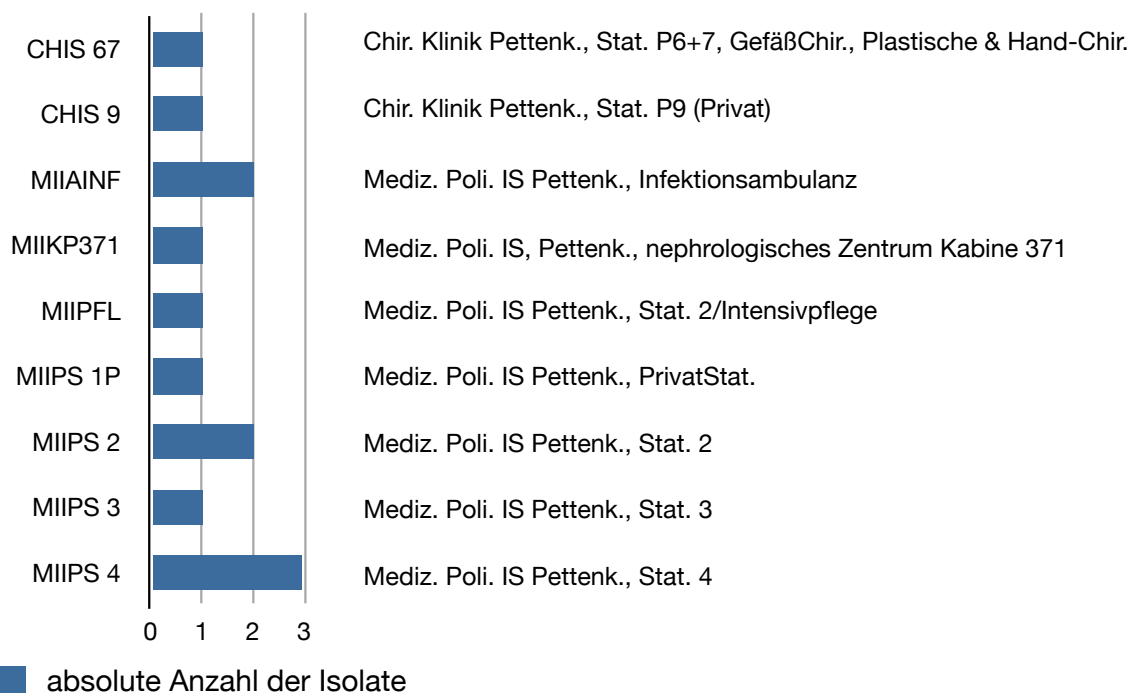 CHIS 67 Chir. Klinik Pettenk., Stat. P6+7, GefäßChir., Plastische & Hand-Chir.
CHIS 9 Chir. Klinik Pettenk., Stat. P9 (Privat)
MIIAINF Mediz. Poli. IS Pettenk., Infektionsambulanz
MIIKP371 Mediz. Poli. IS, Pettenk., nephrologisches Zentrum Kabine 371
MIIPFL Mediz. Poli. IS Pettenk., Stat. 2/Intensivpflege
MIIPS 1P Mediz. Poli. IS Pettenk., PrivatStat.
MIIPS 2 Mediz. Poli. IS Pettenk., Stat. 2
MIIPS 3 Mediz. Poli. IS Pettenk., Stat. 3
MIIPS 4 Mediz. Poli. IS Pettenk., Stat. 4
0 1 2 3
absolute Anzahl der Isolate